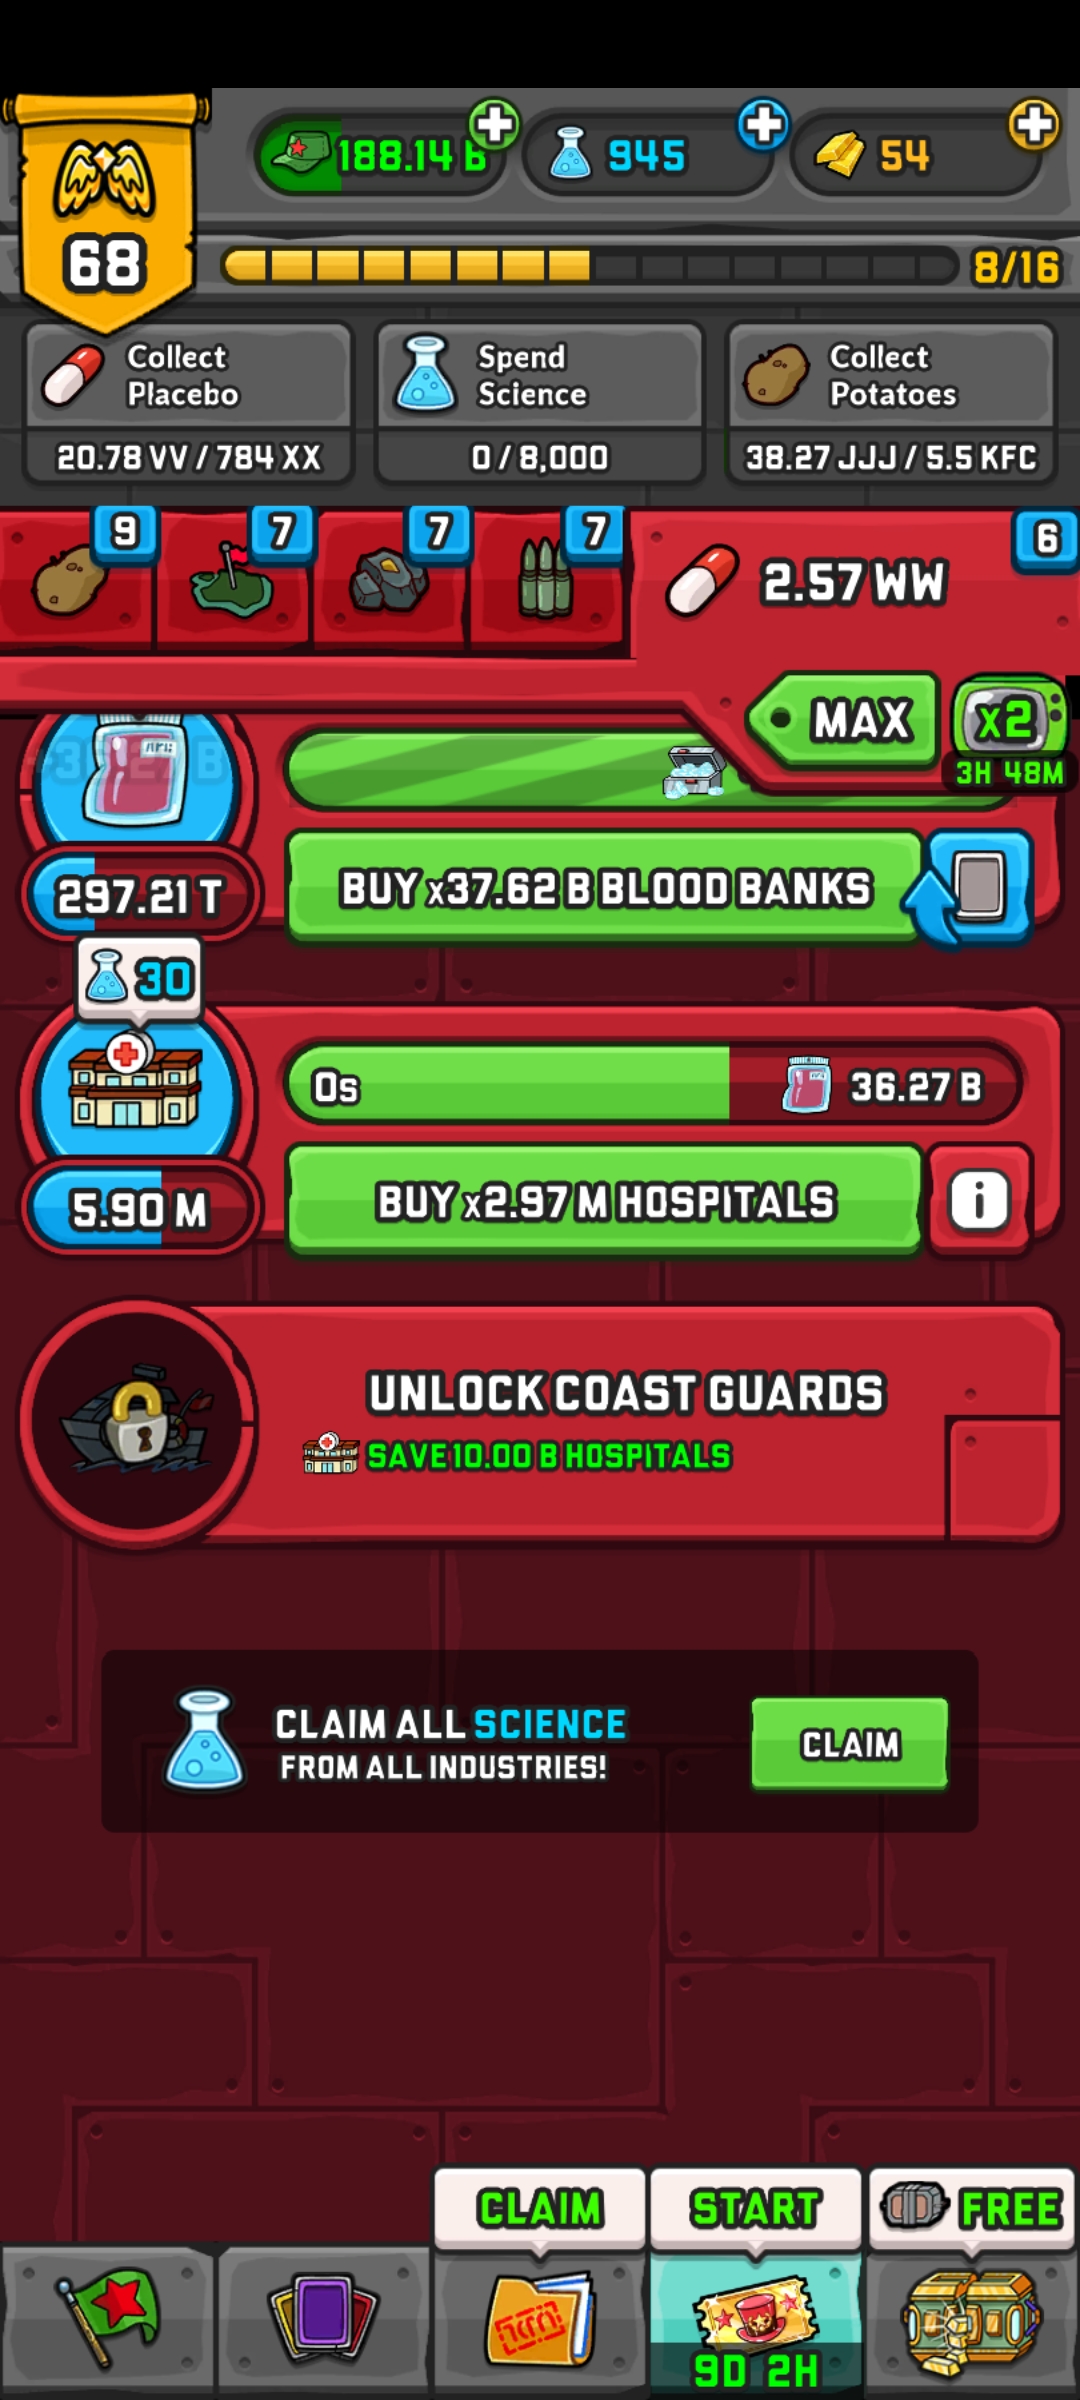 188.14 B
945
54
68
8/16
Collect
Placebo
20.78 VV / 784 XX
Spend
Science
0 / 8,000
Collect
Potatoes
38.27 JJJ / 5.5 KFC
9
7
7
7
6
2.57 WW
MAX
x2
3H 48M
297.21 T
BUY x37.62 B BLOOD BANKS
30
0s
36.27 B
5.90 M
BUY x2.97 M HOSPITALS
i
UNLOCK COAST GUARDS
SAVE 10.00 B HOSPITALS
CLAIM ALL SCIENCE
FROM ALL INDUSTRIES!
CLAIM
CLAIM
START
FREE
9D 2H